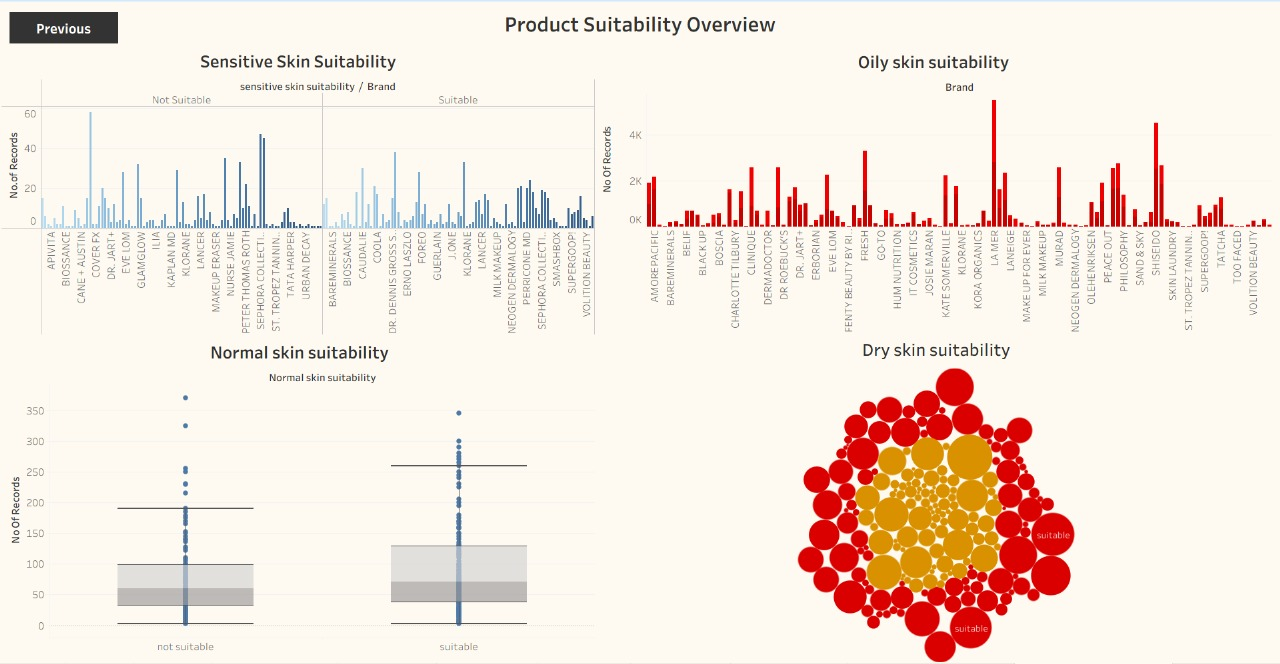 Previous
Product Suitability Overview
Sensitive Skin Suitability
sensitive skin suitability / Brand
Not Suitable
Suitable
No.of Records
60
40
20
0
APIVITA
BIOSSANCE
CANE + AUSTIN
COVER FX
DR. JART+
EVE LOM
GLAMGLOW
ILIA
KAPLAN MD
KLORANE
LANCER
MAKEUP ERASER
NURSE JAMIE
PETER THOMAS ROTH
SEPHORA COLLECTI..
ST. TROPEZ TANNIN..
TATA HARPER
URBAN DECAY
BAREMINERALS
BIOSSANCE
CAUDALIE
COOLA
DR. DENNIS GROSS S..
ERNO LASZLO
FOREO
GUERLAIN
J.ONE
KLORANE
LANCER
MILK MAKEUP
NEOGEN DERMALOGY
PERRICONE MD
SEPHORA COLLECTI..
SMASHBOX
SUPERGOOP!
VOLITION BEAUTY
Oily skin suitability
Brand
No Of Records
4K
2K
0K
AMOREPACIFIC
BAREMINERALS
BELIF
BLACK UP
BOSCIA
CHARLOTTE TILBURY
CLINIQUE
DERMADOCTOR
DR ROEBUCK'S
DR. JART+
ERBORIAN
EVE LOM
FENTY BEAUTY BY RI..
FRESH
GO-TO
HUM NUTRITION
IT COSMETICS
JOSIE MARAN
KATE SOMERVILLE
KLORANE
KORA ORGANICS
LA MER
LANEIGE
MAKE UP FOR EVER
MILK MAKEUP
MURAD
NEOGEN DERMALOGY
OLEHENRIKSEN
PEACE OUT
PHILOSOPHY
SAND & SKY
SHISEIDO
SKIN LAUNDRY
ST. TROPEZ TANNIN..
SUPERGOOP!
TATCHA
TOO FACED
VOLITION BEAUTY
Normal skin suitability
Normal skin suitability
No Of Records
350
300
250
200
150
100
50
0
not suitable
suitable
Dry skin suitability
suitable
suitable